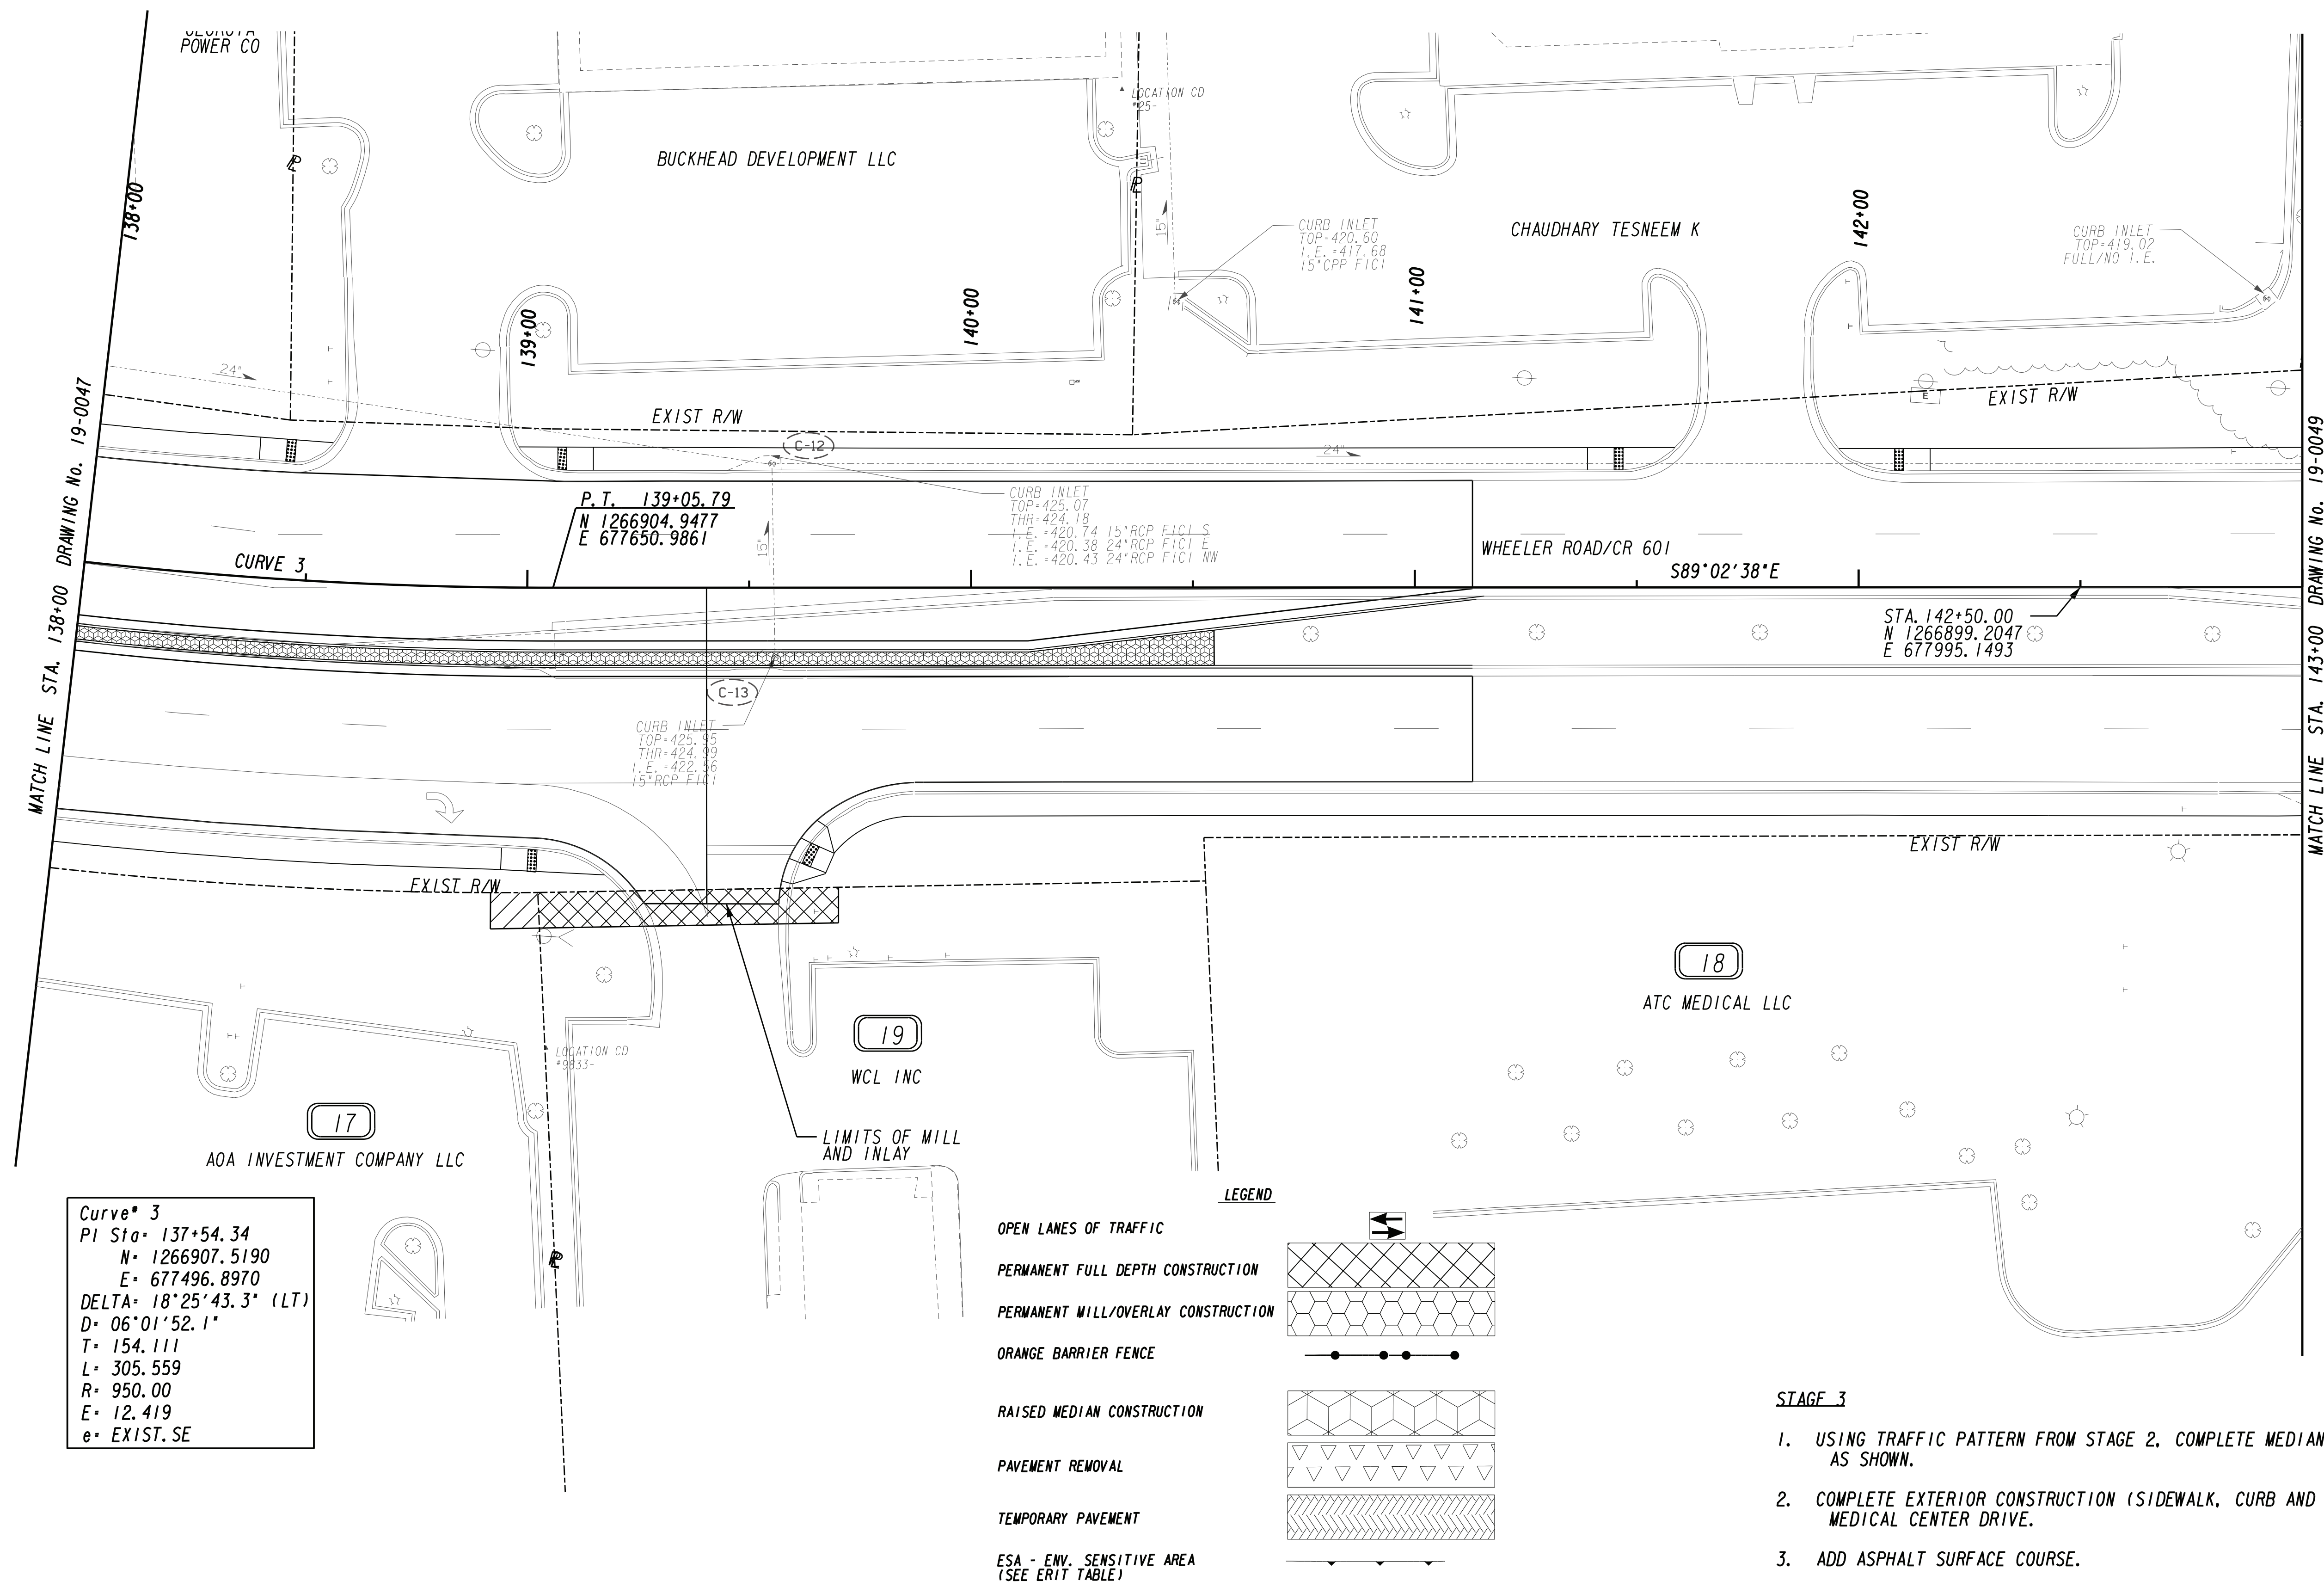 POWER CO
138+00
BUCKHEAD DEVELOPMENT LLC
LOCATION CD
#25-
15"
CURB INLET
TOP=420.60
I.E.=417.68
15"CPP FICI
CHAUDHARY TESNEEM K
142+00
CURB INLET
TOP=419.02
FULL/NO I.E.
139+00
140+00
141+00
MATCH LINE STA. 138+00 DRAWING No. 19-0047
24"
EXIST R/W
C-12
24"
E
EXIST R/W
MATCH LINE STA. 143+00 DRAWING No. 19-0049
P.T. 139+05.79
N 1266904.9477
E 677650.9861
15"
CURB INLET
TOP=425.07
THR=424.18
I.E.=420.74 15"RCP FICI S
I.E.=420.38 24"RCP FICI E
I.E.=420.43 24"RCP FICI NW
CURVE 3
WHEELER ROAD/CR 601
S89°02'38"E
STA.142+50.00
N 1266899.2047
E 677995.1493
C-13
CURB INLET
TOP=425.95
THR=424.99
I.E.=422.56
15"RCP FICI
EXIST R/W
EXIST R/W
18
ATC MEDICAL LLC
LOCATION CD
#9833-
19
WCL INC
17
AOA INVESTMENT COMPANY LLC
LIMITS OF MILL
AND INLAY
Curve# 3
PI Sta= 137+54.34
N= 1266907.5190
E= 677496.8970
DELTA= 18°25'43.3" (LT)
D= 06°01'52.1"
T= 154.111
L= 305.559
R= 950.00
E= 12.419
e= EXIST.SE
LEGEND
OPEN LANES OF TRAFFIC
PERMANENT FULL DEPTH CONSTRUCTION
PERMANENT MILL/OVERLAY CONSTRUCTION
ORANGE BARRIER FENCE
RAISED MEDIAN CONSTRUCTION
PAVEMENT REMOVAL
TEMPORARY PAVEMENT
ESA - ENV. SENSITIVE AREA
(SEE ERIT TABLE)
STAGE 3
1. USING TRAFFIC PATTERN FROM STAGE 2, COMPLETE MEDIAN
AS SHOWN.
2. COMPLETE EXTERIOR CONSTRUCTION (SIDEWALK, CURB AND
MEDICAL CENTER DRIVE.
3. ADD ASPHALT SURFACE COURSE.